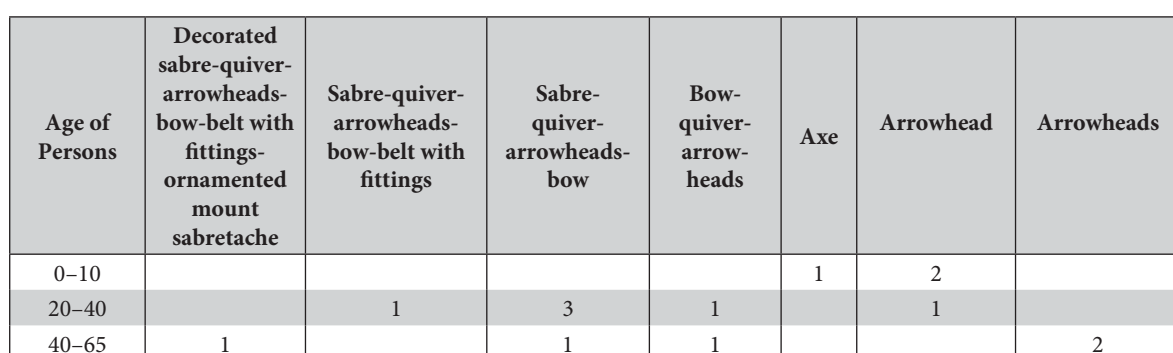 Age of
Persons
Decorated
sabre-quiver-
arrowheads-
bow-belt with
fittings-
ornamented
mount
sabretache
Sabre-quiver-
arrowheads-
bow-belt with
fittings
Sabre-
quiver-
arrowheads-
bow
Bow-
quiver-
arrow-
heads
Axe
Arrowhead
Arrowheads
0–10 1 2
20–40 1 3 1 1
40–65 1 1 1 2